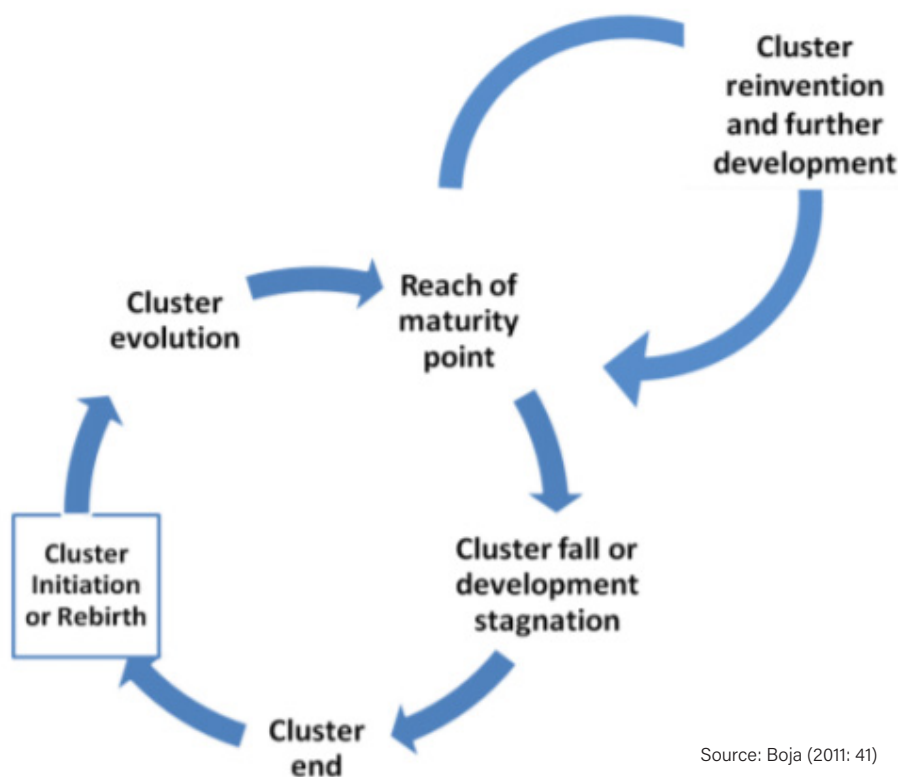 Cluster
reinvention
and further
development
Reach of
maturity
point
Cluster
evolution
Cluster fall or
development
stagnation
Cluster
Initiation
or Rebirth
Cluster
end
Source: Boja (2011: 41)